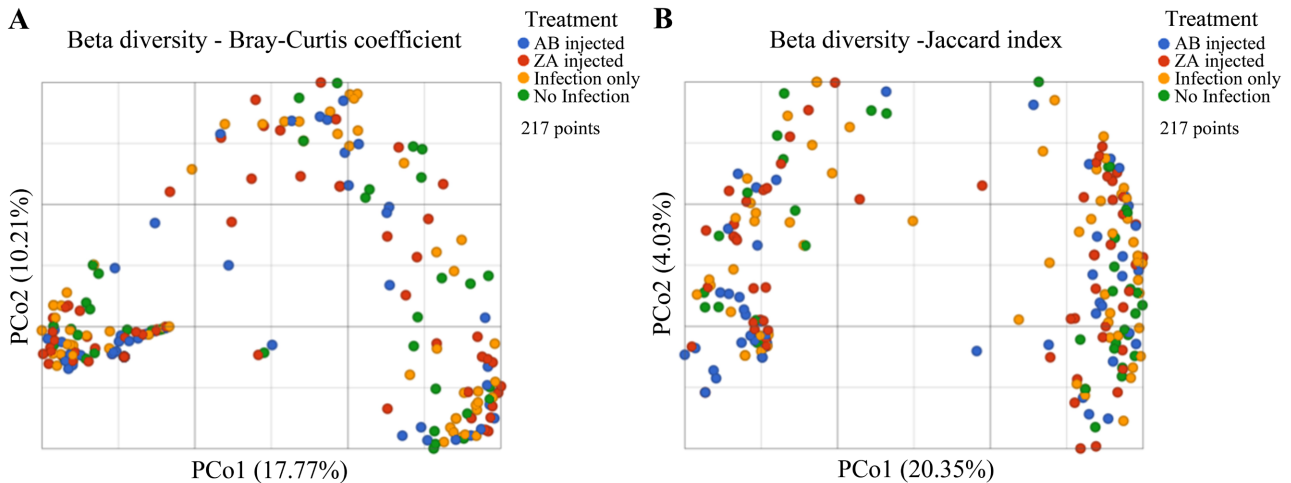 A
Beta diversity - Bray-Curtis coefficient
Treatment
AB injected
ZA injected
Infection only
No Infection
217 points
PCo2 (10.21%)
PCo1 (17.77%)
B
Beta diversity -Jaccard index
Treatment
AB injected
ZA injected
Infection only
No Infection
217 points
PCo2 (4.03%)
PCo1 (20.35%)